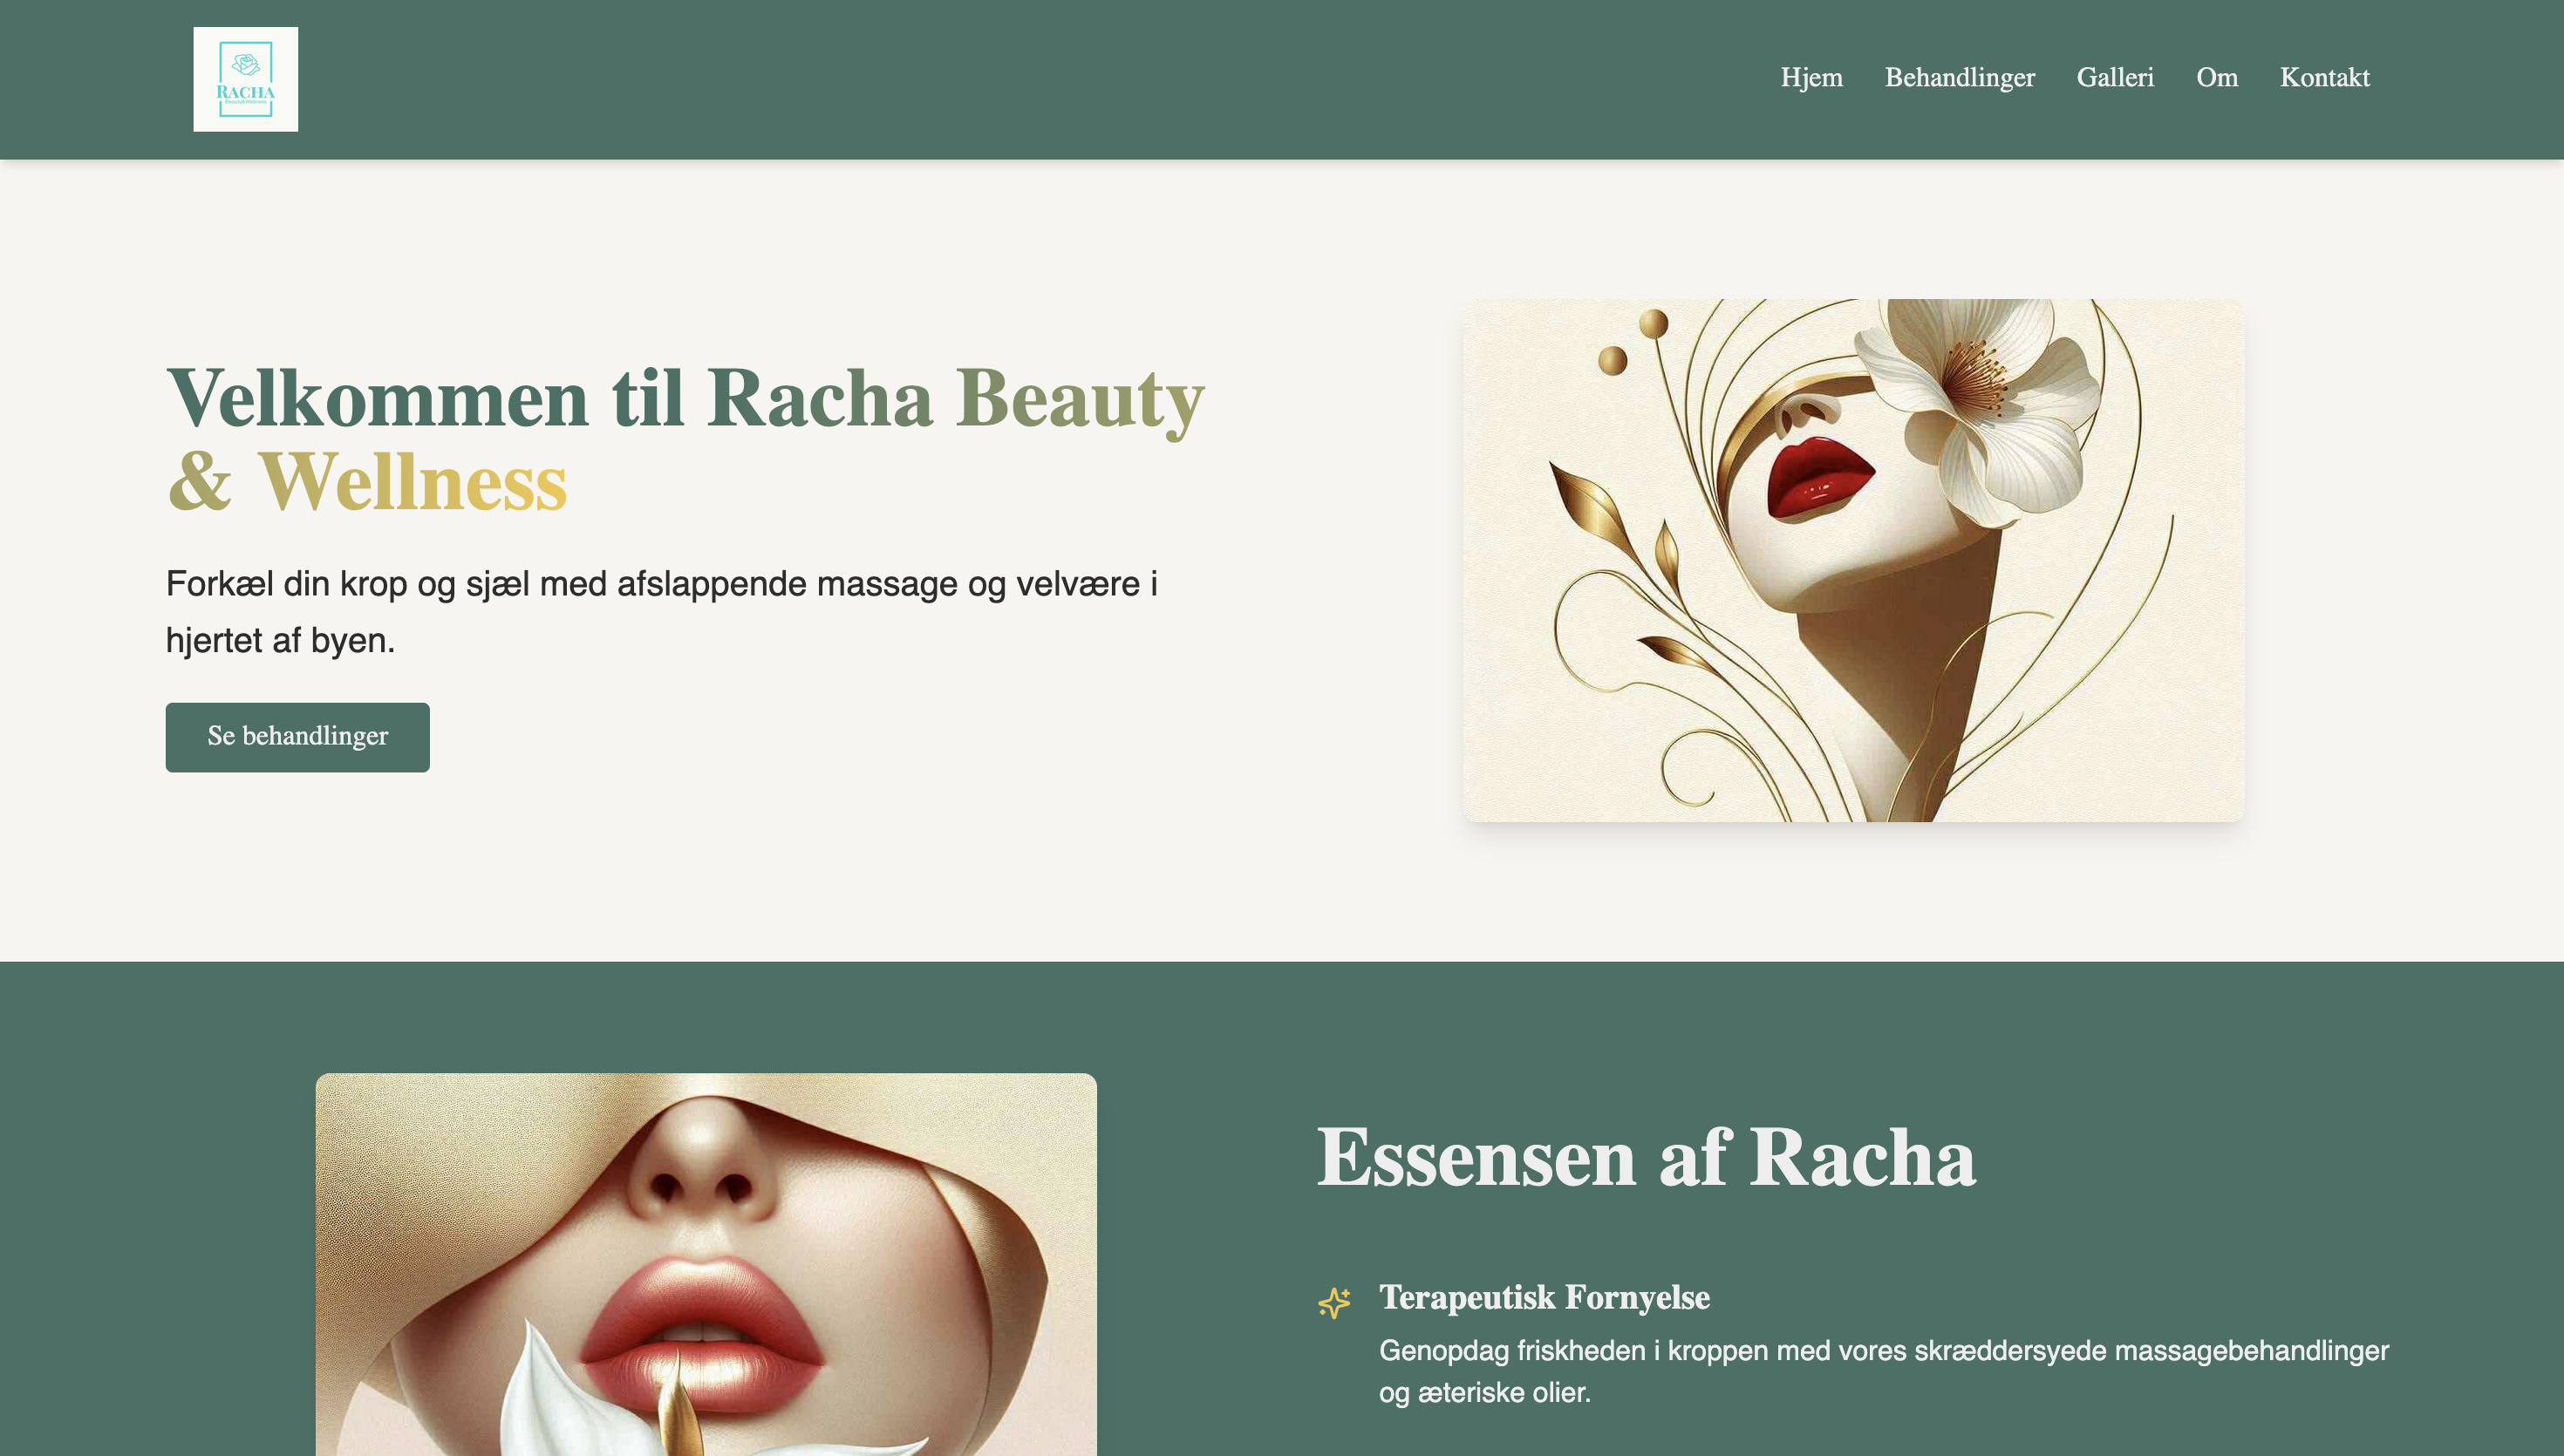 RACHA
Beauty&Wellness
Hjem Behandlinger Galleri Om Kontakt
Velkommen til Racha Beauty
& Wellness
Forkæl din krop og sjæl med afslappende massage og velvære i
hjertet af byen.
Se behandlinger
Essensen af Racha
Terapeutisk Fornyelse
Genopdag friskheden i kroppen med vores skræddersyede massagebehandlinger
og æteriske olier.